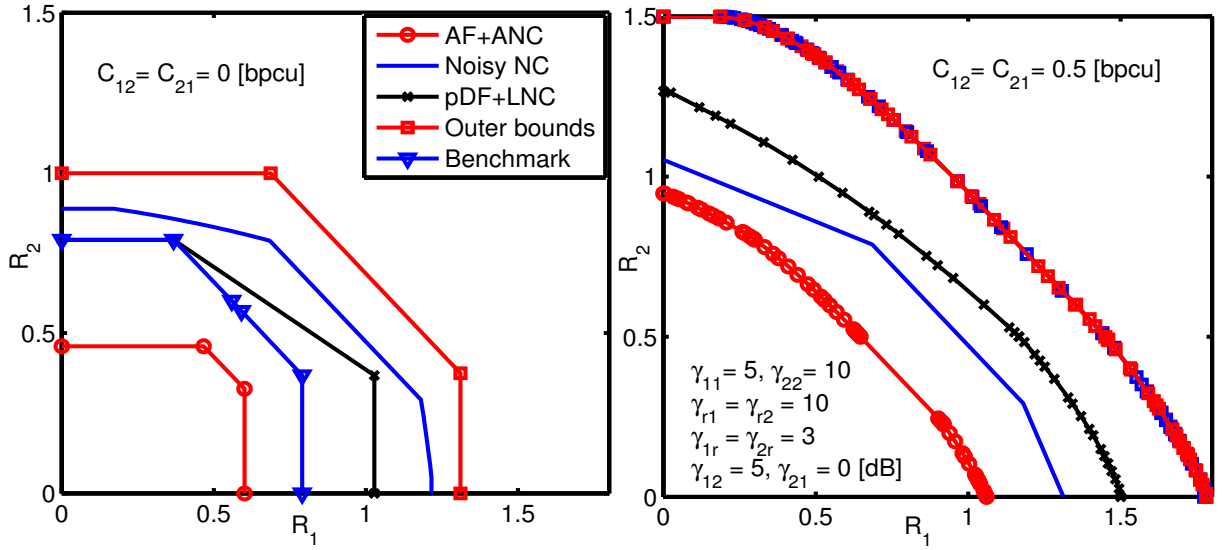 1.5
C12= C21= 0 [bpcu]
AF+ANC
Noisy NC
pDF+LNC
Outer bounds
Benchmark
1
R2
0.5
0
0
0.5
1
1.5
R1
1.5
C12= C21= 0.5 [bpcu]
1
R2
0.5
γ11= 5, γ22= 10
γr1 = γr2 = 10
γ1r = γ2r = 3
γ12 = 5, γ21 = 0 [dB]
0
0
0.5
1
1.5
R1